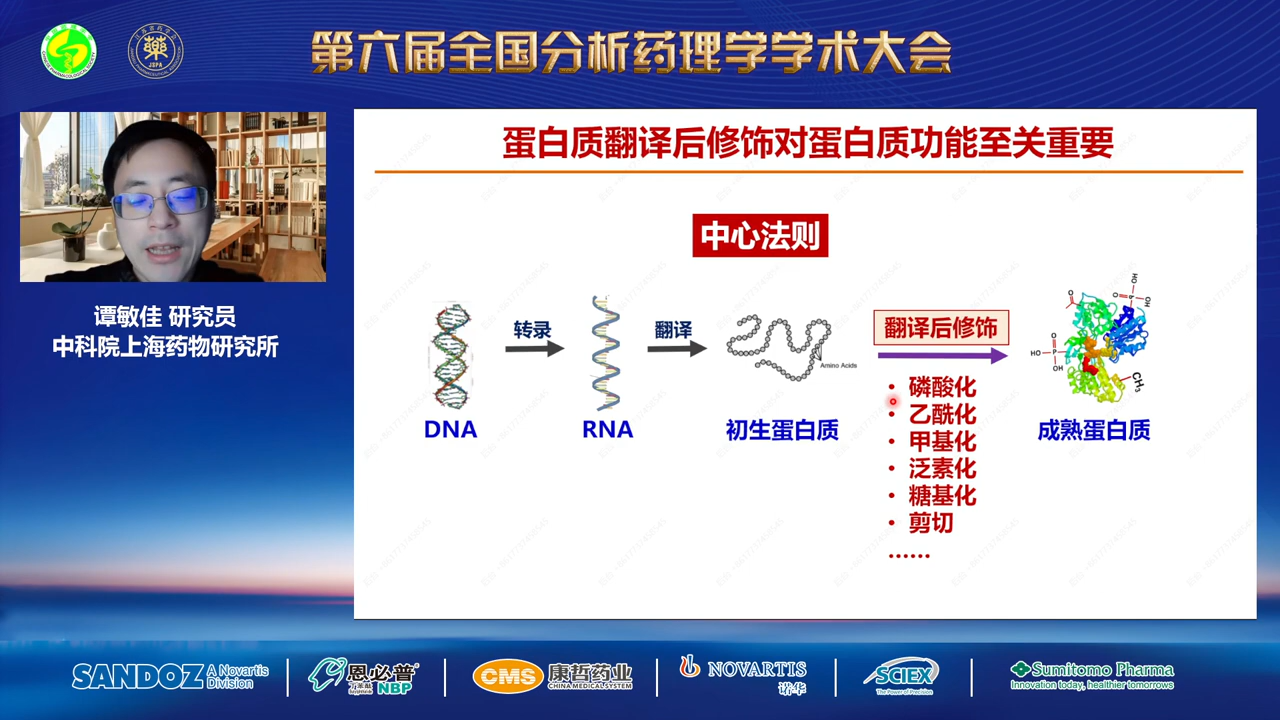 第六届全国分析药理学学术大会
蛋白质翻译后修饰对蛋白质功能至关重要
中心法则
谭敏佳 研究员
中科院上海药物研究所
转录
翻译
翻译后修饰
Amino Acids
DNA
RNA
初生蛋白质
成熟蛋白质
• 磷酸化
• 乙酰化
• 甲基化
• 泛素化
• 糖基化
• 剪切
……
HO
O
P
OH
O
HO
P
O
OH
CH3
SANDOZ A Novartis Division
恩必普 NBP
CMS 康哲药业
CHINA MEDICAL SYSTEM
NOVARTIS
诺华
SCIEX
The Power of Precision
Sumitomo Pharma
Innovation today, healthier tomorrows